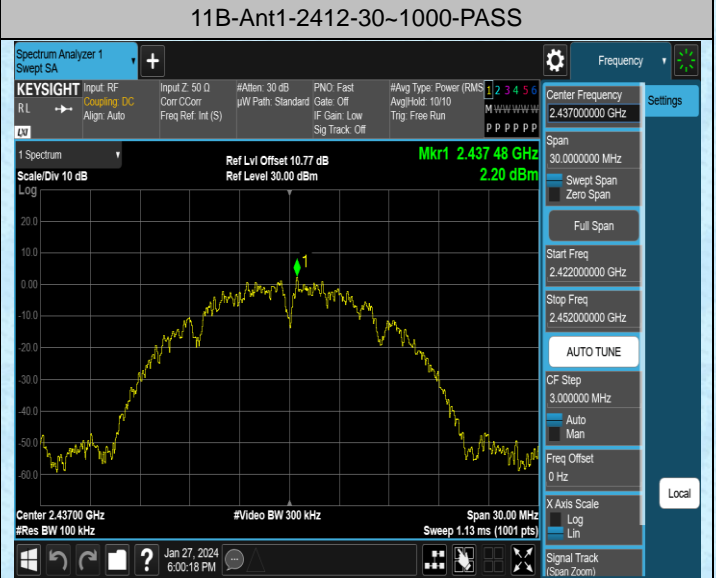 11B-Ant1-2412-30~1000-PASS
Spectrum Analyzer 1
Swept SA
+
Frequency
KEYSIGHT
RL
LXI
Input: RF
Coupling: DC
Align: Auto
Input Z: 50 Ω
Corr CCorr
Freq Ref: Int (S)
#Atten: 30 dB
µW Path: Standard
PNO: Fast
Gate: Off
IF Gain: Low
Sig Track: Off
#Avg Type: Power (RMS
Avg|Hold: 10/10
Trig: Free Run
1 2 3 4 5 6
M W W W W W
P P P P P P
1 Spectrum
Scale/Div 10 dB
Log
Ref Lvl Offset 10.77 dB
Ref Level 30.00 dBm
Mkr1 2.437 48 GHz
2.20 dBm
20.0
10.0
0.00
-10.0
-20.0
-30.0
-40.0
-50.0
-60.0
1
Center 2.43700 GHz
#Res BW 100 kHz
#Video BW 300 kHz
Span 30.00 MHz
Sweep 1.13 ms (1001 pts)
Center Frequency
2.437000000 GHz
Settings
Span
30.0000000 MHz
Swept Span
Zero Span
Full Span
Start Freq
2.422000000 GHz
Stop Freq
2.452000000 GHz
AUTO TUNE
CF Step
3.000000 MHz
Auto
Man
Freq Offset
0 Hz
X Axis Scale
Log
Lin
Local
Signal Track
(Span Zoom)
?
Jan 27, 2024
6:00:18 PM